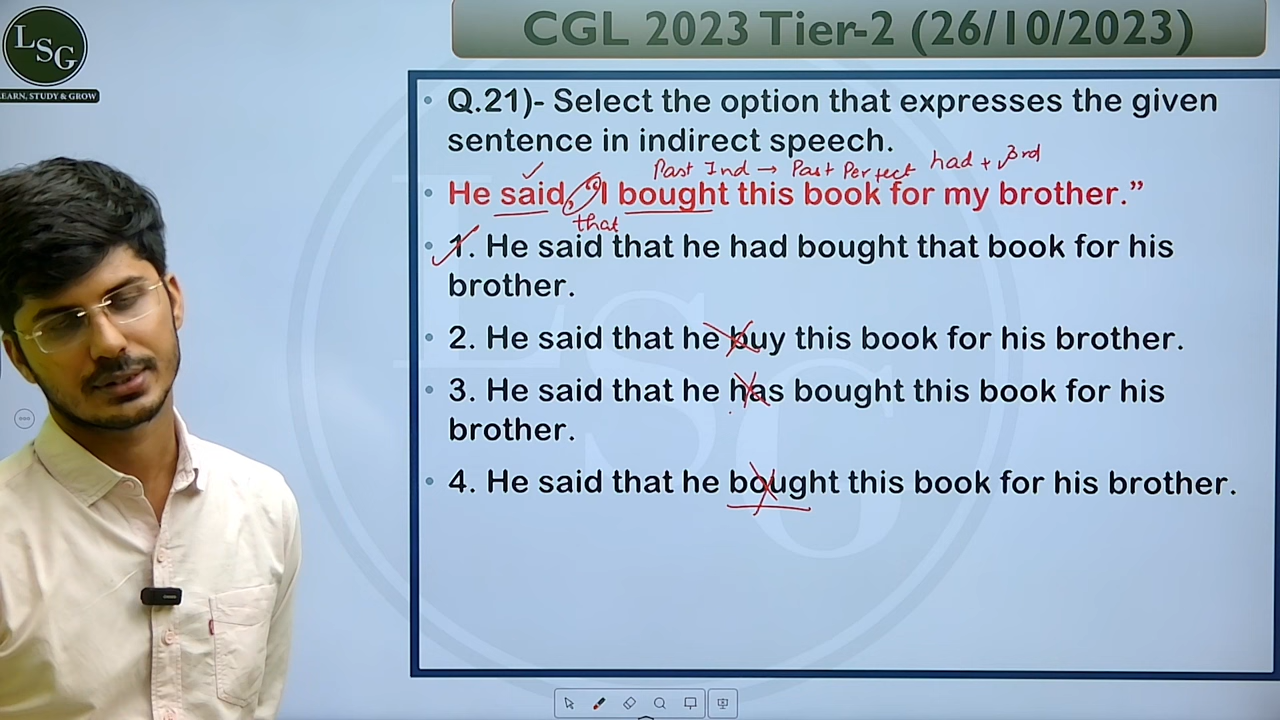 LSG
LEARN, STUDY & GROW
CGL 2023 Tier-2 (26/10/2023)
• Q.21)- Select the option that expresses the given
sentence in indirect speech.
Past Ind → Past Perfect had + 3rd
• He said, “I bought this book for my brother.”
that
• 1. He said that he had bought that book for his
brother.
• 2. He said that he buy this book for his brother.
• 3. He said that he has bought this book for his
brother.
• 4. He said that he bought this book for his brother.